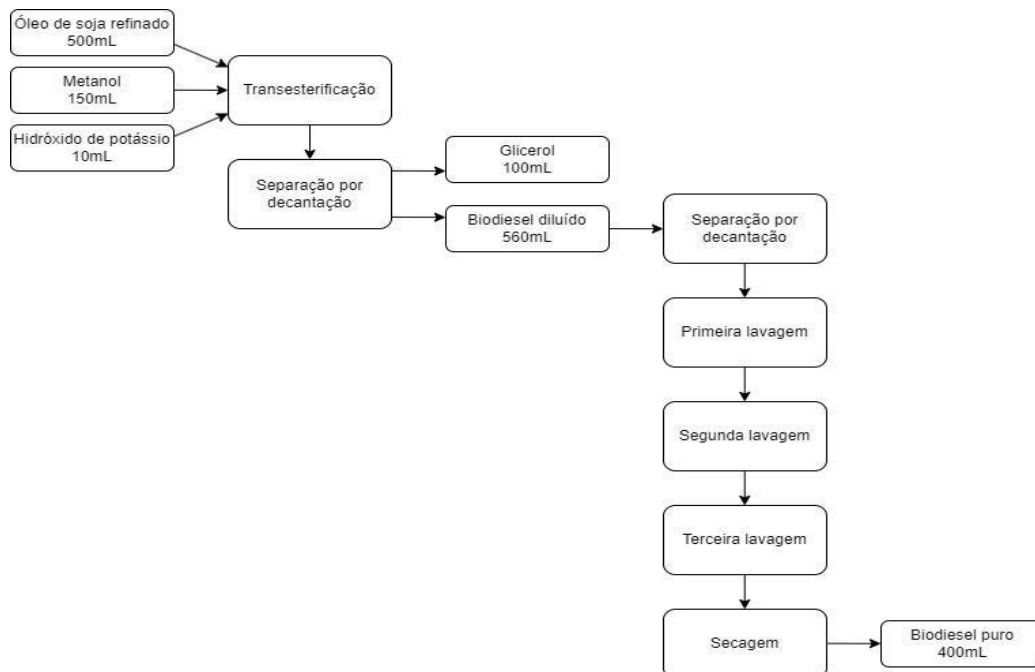 Óleo de soja refinado
500mL
Metanol
150mL
Hidróxido de potássio
10mL
Transesterificação
Separação por
decantação
Glicerol
100mL
Biodiesel diluído
560mL
Separação por
decantação
Primeira lavagem
Segunda lavagem
Terceira lavagem
Secagem
Biodiesel puro
400mL